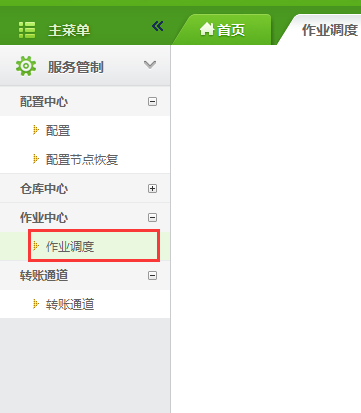 主菜单
首页
作业调度
服务管制
配置中心
配置
配置节点恢复
仓库中心
作业中心
作业调度
转账通道
转账通道